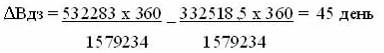 ΔВдз = 532283 х 360 _ 332518,5 х 360 = 45 день
1579234 1579234